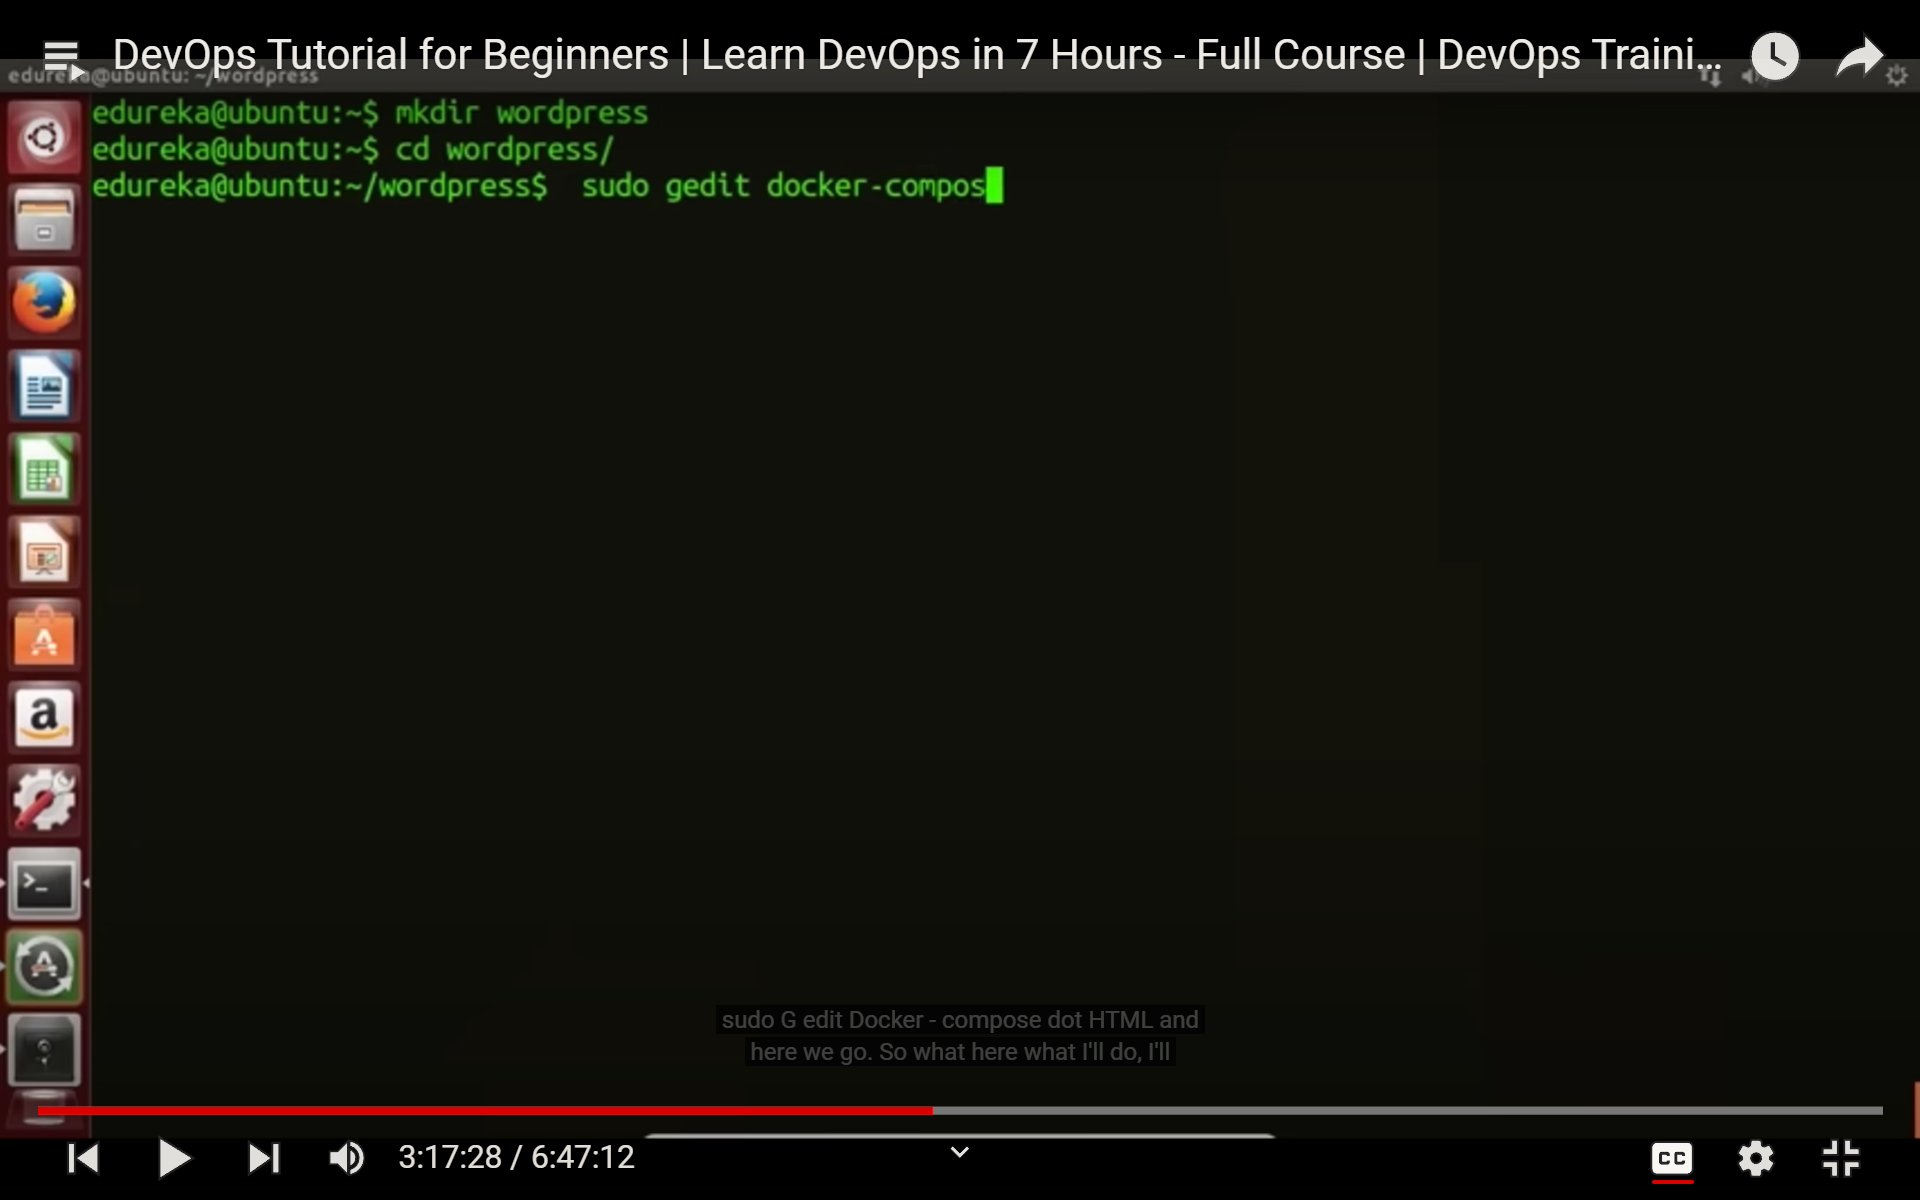 DevOps Tutorial for Beginners | Learn DevOps in 7 Hours - Full Course | DevOps Traini...
edureka@ubuntu: ~/wordpress
edureka@ubuntu:~$ mkdir wordpress
edureka@ubuntu:~$ cd wordpress/
edureka@ubuntu:~/wordpress$  sudo gedit docker-compos
sudo G edit Docker - compose dot HTML and
here we go. So what here what I'll do, I'll
3:17:28 / 6:47:12
CC